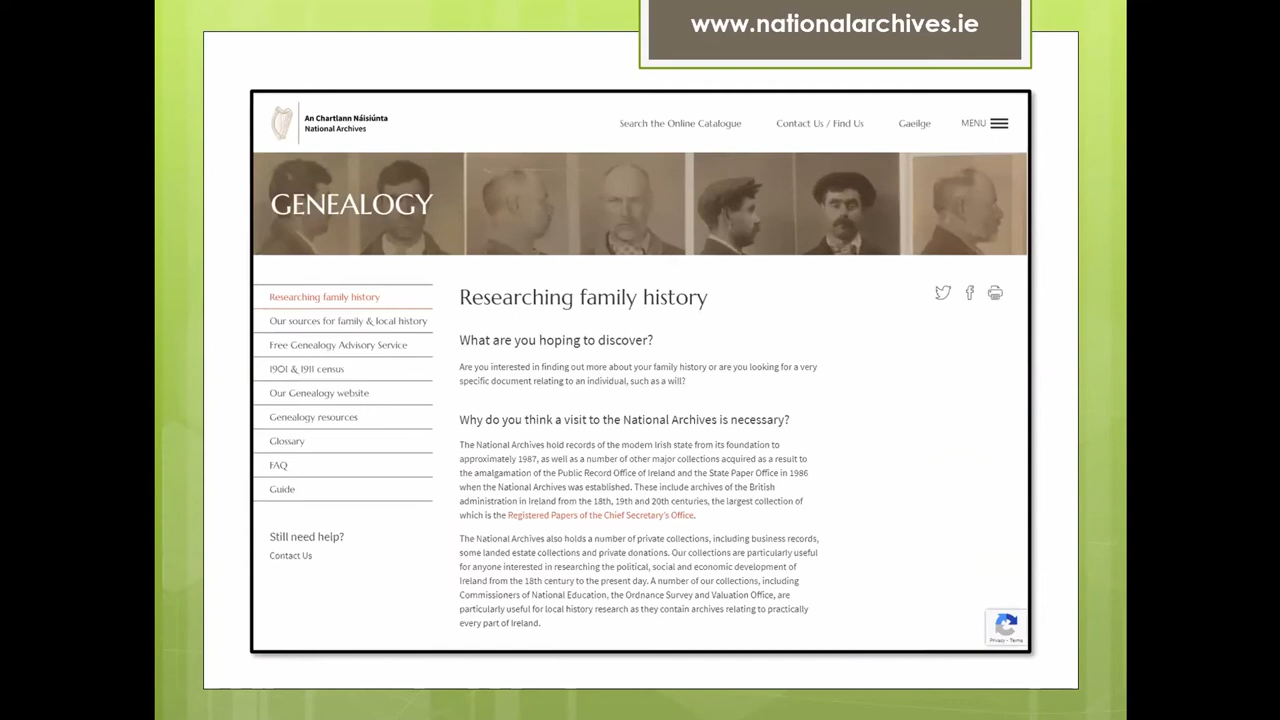 www.nationalarchives.ie
An Chartlann Náisiúnta
National Archives
Search the Online Catalogue
Contact Us / Find Us
Gaeilge
MENU
GENEALOGY
Researching family history
Our sources for family & local history
Free Genealogy Advisory Service
1901 & 1911 census
Our Genealogy website
Genealogy resources
Glossary
FAQ
Guide
Still need help?
Contact Us
Researching family history
What are you hoping to discover?
Are you interested in finding out more about your family history or are you looking for a very
specific document relating to an individual, such as a will?
Why do you think a visit to the National Archives is necessary?
The National Archives hold records of the modern Irish state from its foundation to
approximately 1987, as well as a number of other major collections acquired as a result to
the amalgamation of the Public Record Office of Ireland and the State Paper Office in 1986
when the National Archives was established. These include archives of the British
administration in Ireland from the 18th, 19th and 20th centuries, the largest collection of
which is the Registered Papers of the Chief Secretary's Office.
The National Archives also holds a number of private collections, including business records,
some landed estate collections and private donations. Our collections are particularly useful
for anyone interested in researching the political, social and economic development of
Ireland from the 18th century to the present day. A number of our collections, including
Commissioners of National Education, the Ordnance Survey and Valuation Office, are
particularly useful for local history research as they contain archives relating to practically
every part of Ireland.
Privacy - Terms